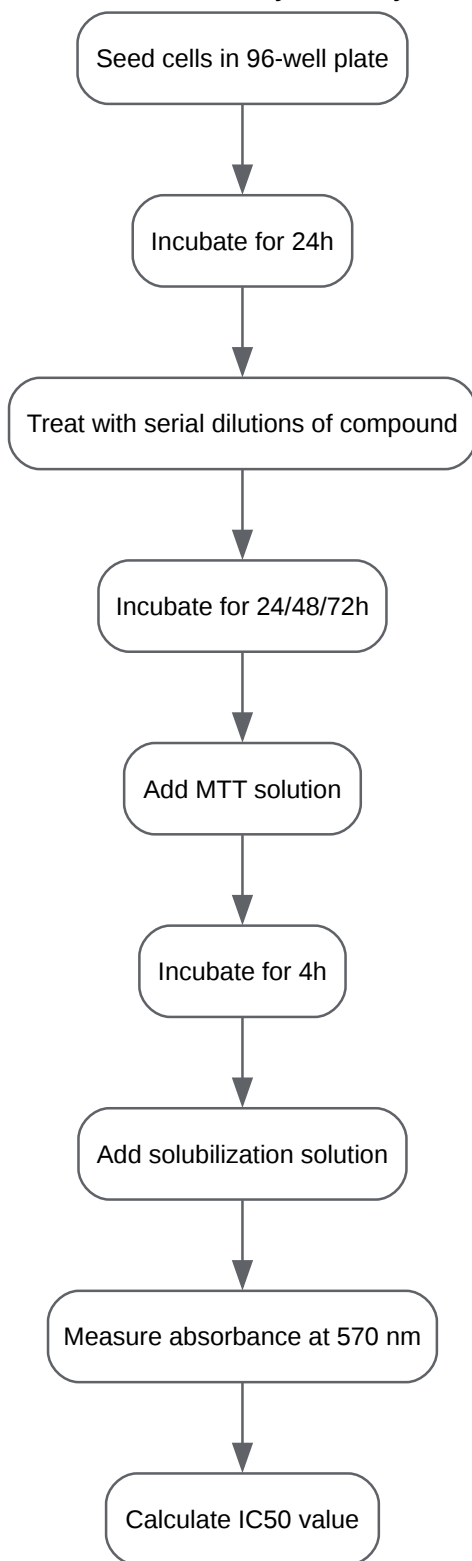 Seed cells in 96-well plate
Incubate for 24h
Treat with serial dilutions of compound
Incubate for 24/48/72h
Add MTT solution
Incubate for 4h
Add solubilization solution
Measure absorbance at 570 nm
Calculate IC50 value